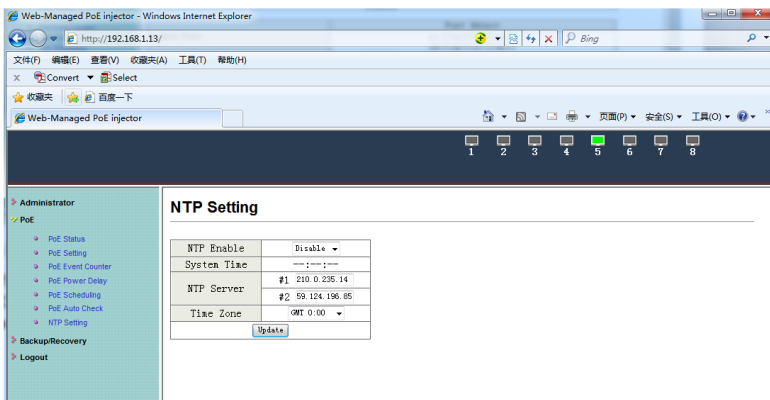 Web-Managed PoE injector - Windows Internet Explorer
http://192.168.1.13/
Bing
文件(F) 编辑(E) 查看(V) 收藏夹(A) 工具(T) 帮助(H)
x Convert Select
收藏夹 百度一下
Web-Managed PoE injector
页面(P) 安全(S) 工具(O)
1 2 3 4 5 6 7 8
Administrator
PoE
PoE Status
PoE Setting
PoE Event Counter
PoE Power Delay
PoE Scheduling
PoE Auto Check
NTP Setting
Backup/Recovery
Logout
NTP Setting
NTP Enable Disable
System Time --:--:--
NTP Server #1 210.0.235.14
#2 59.124.196.85
Time Zone GMT 0:00
Update